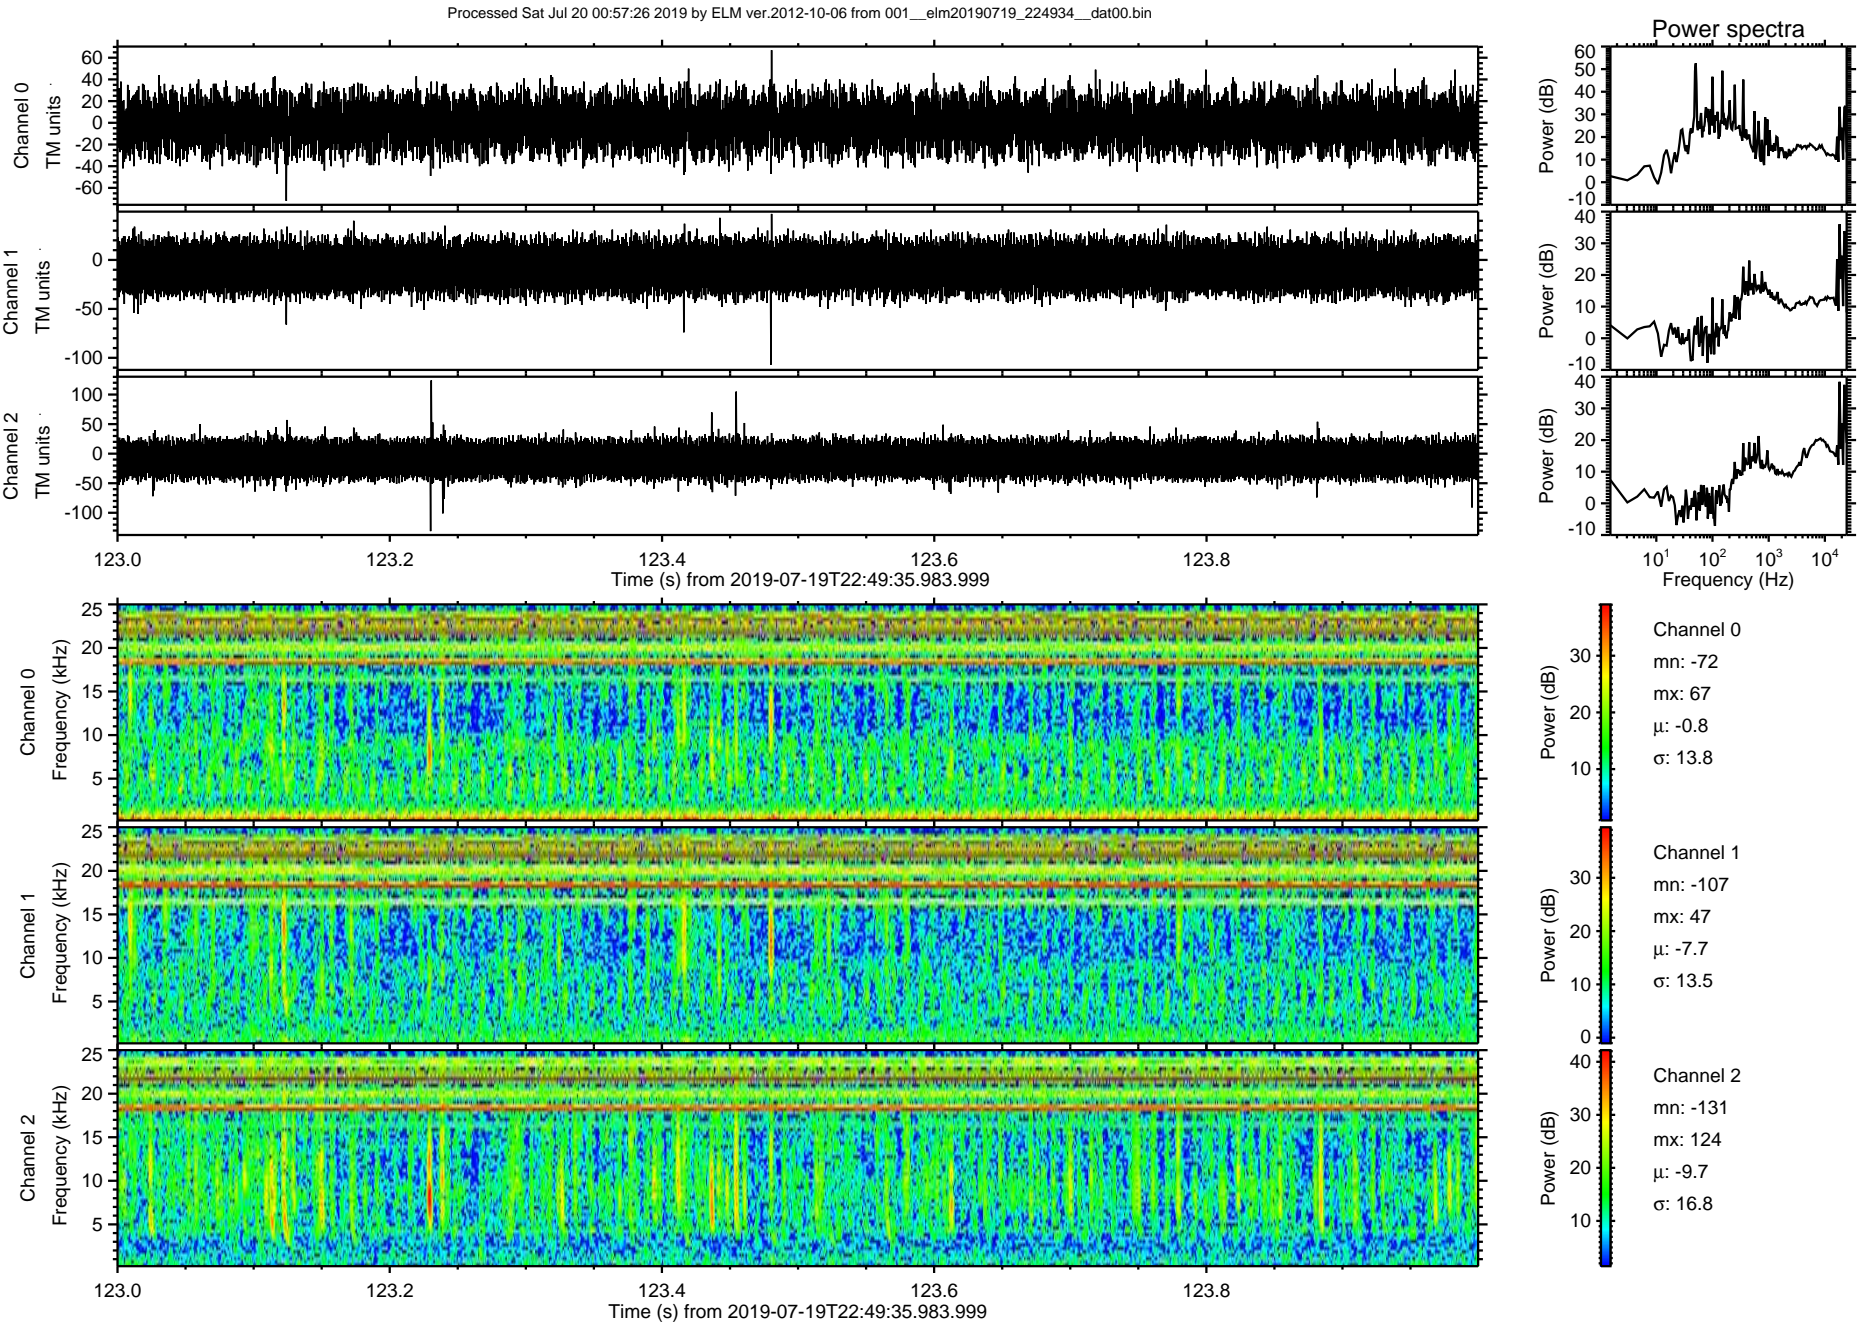 Processed Sat Jul 20 00:57:26 2019 by ELM ver.2012-10-06 from 001__elm20190719_224934__dat00.bin
Power spectra
Channel 0
TM units
60
40
20
0
-20
-40
-60
Power (dB)
60
50
40
30
20
10
0
-10
Channel 1
TM units
0
-50
-100
Power (dB)
40
30
20
10
0
-10
Channel 2
TM units
100
50
0
-50
-100
Power (dB)
40
30
20
10
0
-10
123.0 123.2 123.4 123.6 123.8
Time (s) from 2019-07-19T22:49:35.983.999
10^1 10^2 10^3 10^4
Frequency (Hz)
Channel 0
Frequency (kHz)
25
20
15
10
5
Power (dB)
30
20
10
Channel 0
mn: -72
mx: 67
μ: -0.8
σ: 13.8
Channel 1
Frequency (kHz)
25
20
15
10
5
Power (dB)
30
20
10
0
Channel 1
mn: -107
mx: 47
μ: -7.7
σ: 13.5
Channel 2
Frequency (kHz)
25
20
15
10
5
Power (dB)
40
30
20
10
Channel 2
mn: -131
mx: 124
μ: -9.7
σ: 16.8
123.0 123.2 123.4 123.6 123.8
Time (s) from 2019-07-19T22:49:35.983.999